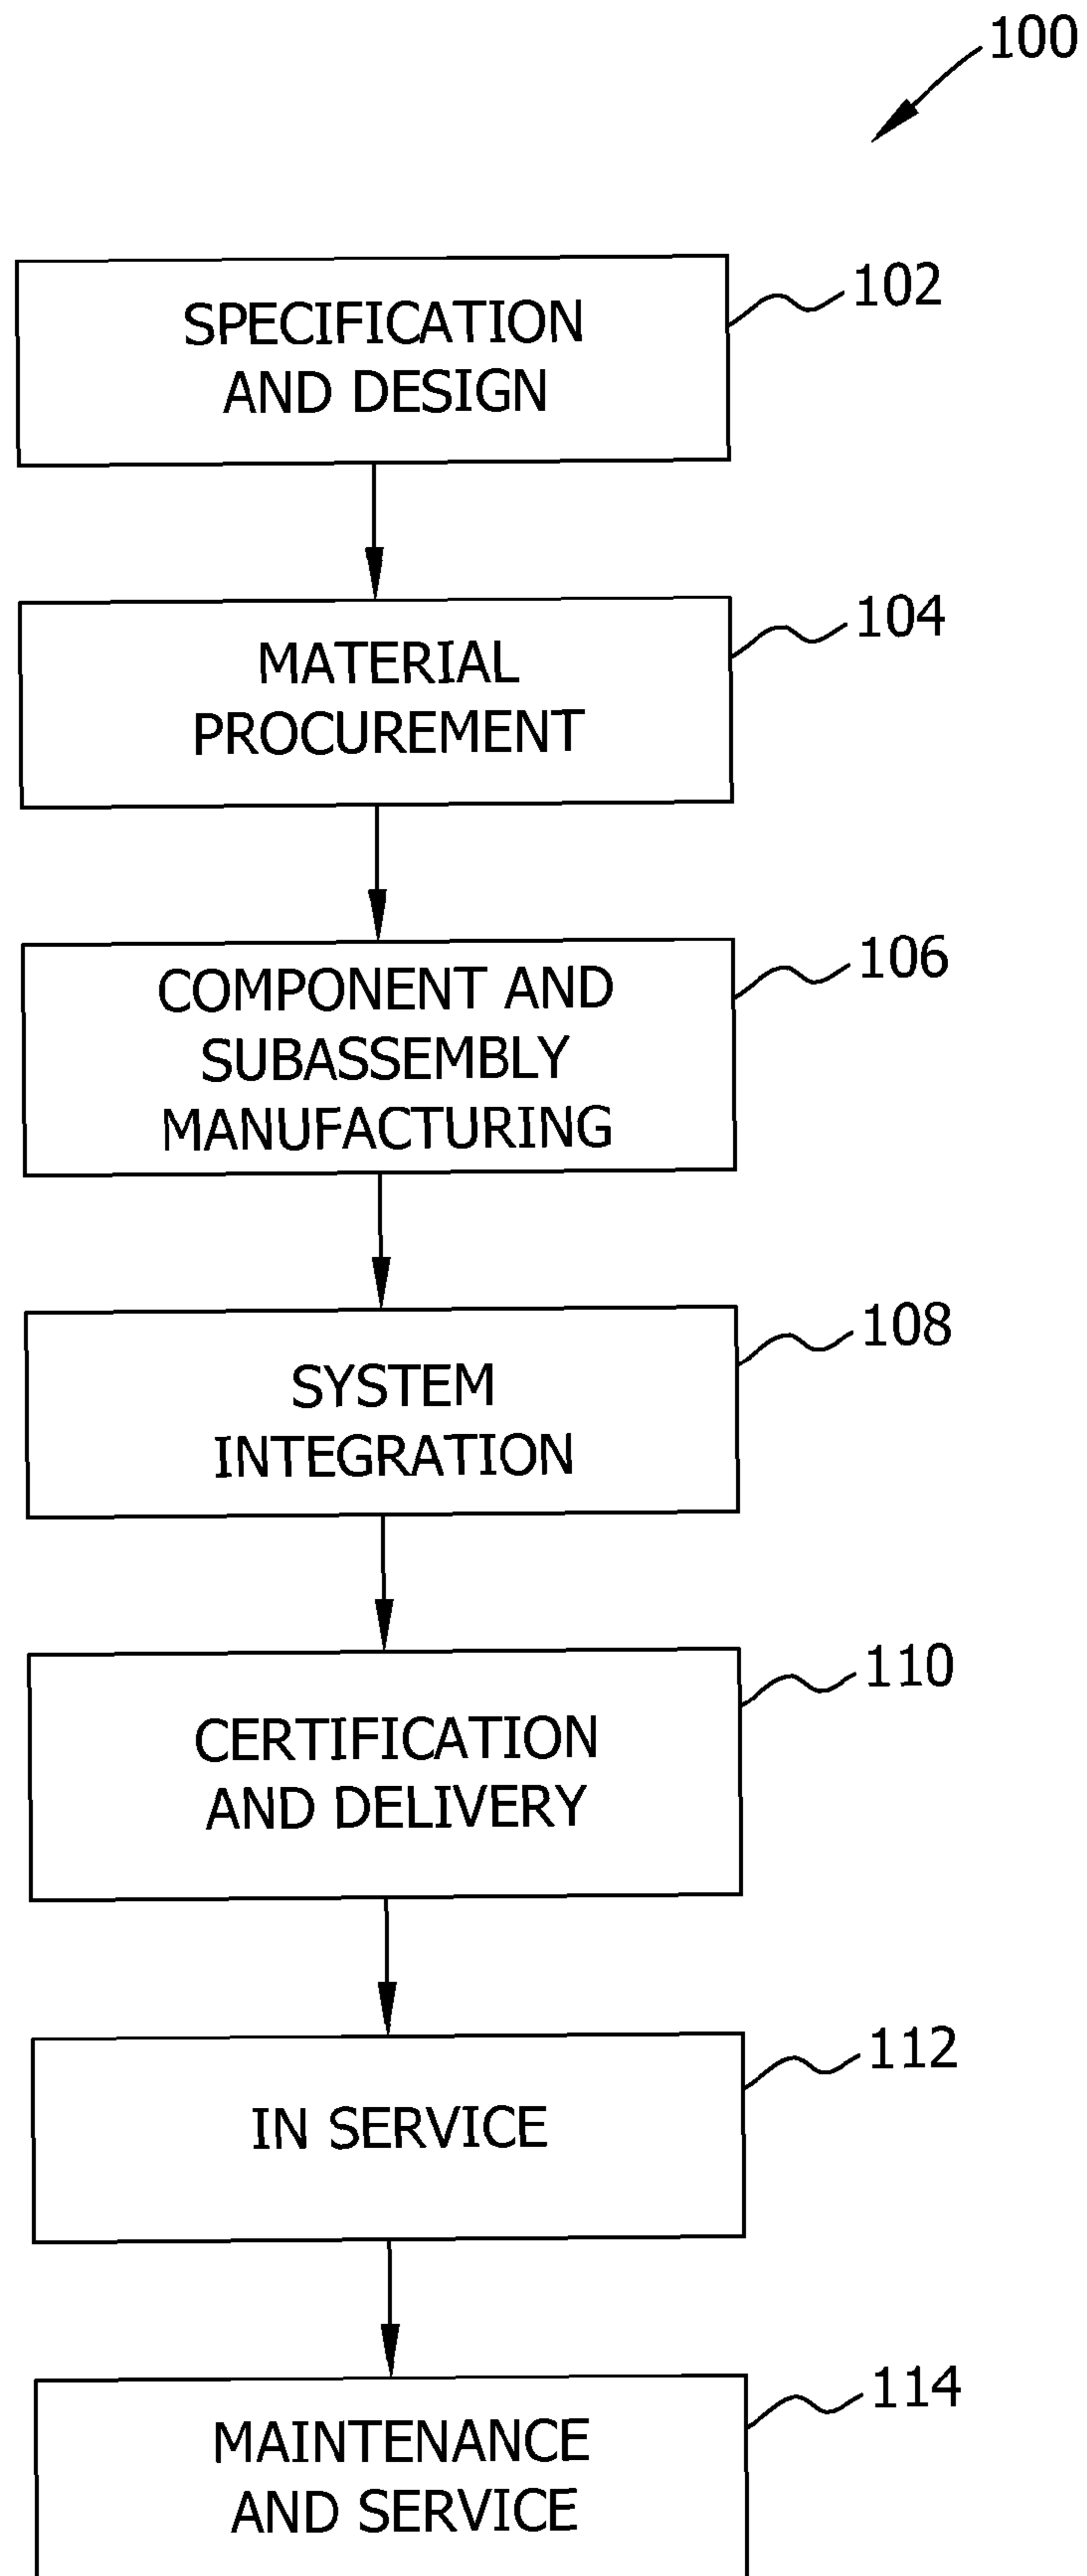 100
SPECIFICATION
AND DESIGN
102
MATERIAL
PROCUREMENT
104
COMPONENT AND
SUBASSEMBLY
MANUFACTURING
106
SYSTEM
INTEGRATION
108
CERTIFICATION
AND DELIVERY
110
IN SERVICE
112
MAINTENANCE
AND SERVICE
114